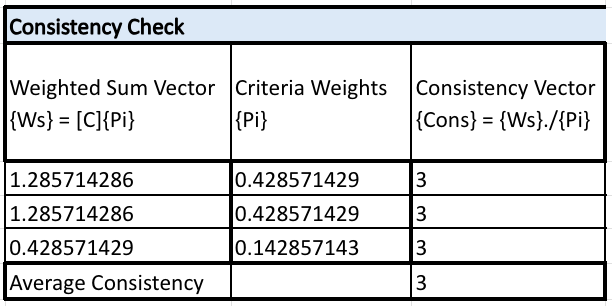 Consistency Check
Weighted Sum Vector Criteria Weights Consistency Vector
{Ws} = [C]{Pi} {Pi} {Cons} = {Ws}./{Pi}
1.285714286 0.428571429 3
1.285714286 0.428571429 3
0.428571429 0.142857143 3
Average Consistency 3